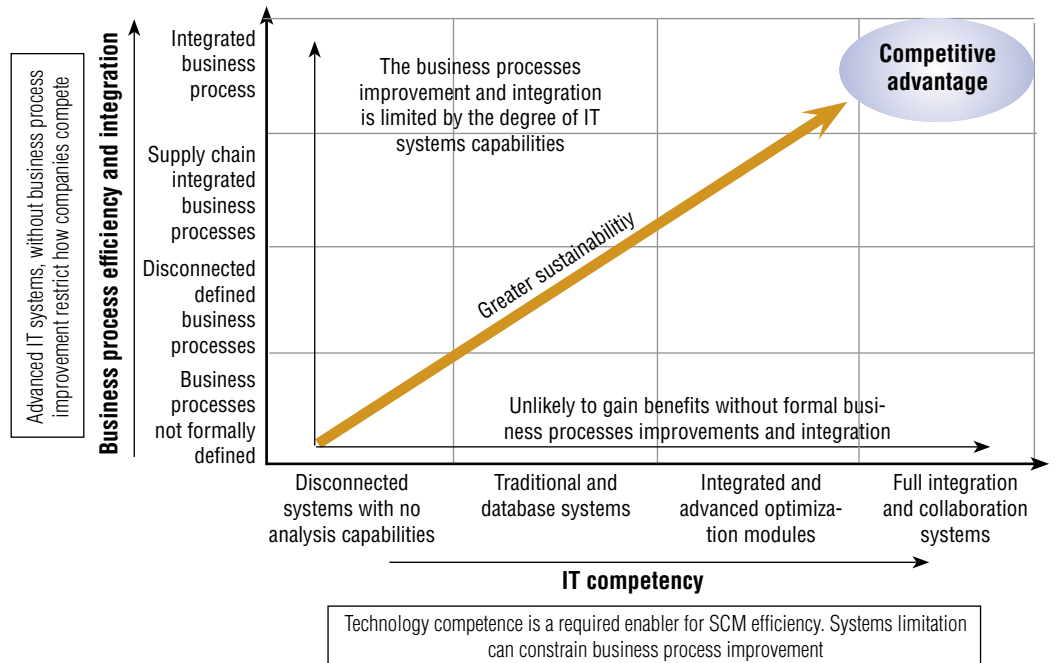 Advanced IT systems, without business process
improvement restrict how companies compete
Business process efficiency and integration
Integrated
business
process
Supply chain
integrated
business
processes
Disconnected
defined
business
processes
Business
processes
not formally
defined
The business processes
improvement and integration
is limited by the degree of IT
systems capabilities
Competitive
advantage
Greater sustainabilitiy
Unlikely to gain benefits without formal busi-
ness processes improvements and integration
Disconnected
systems with no
analysis capabilities
Traditional and
database systems
Integrated and
advanced optimiza-
tion modules
Full integration
and collaboration
systems
IT competency
Technology competence is a required enabler for SCM efficiency. Systems limitation
can constrain business process improvement